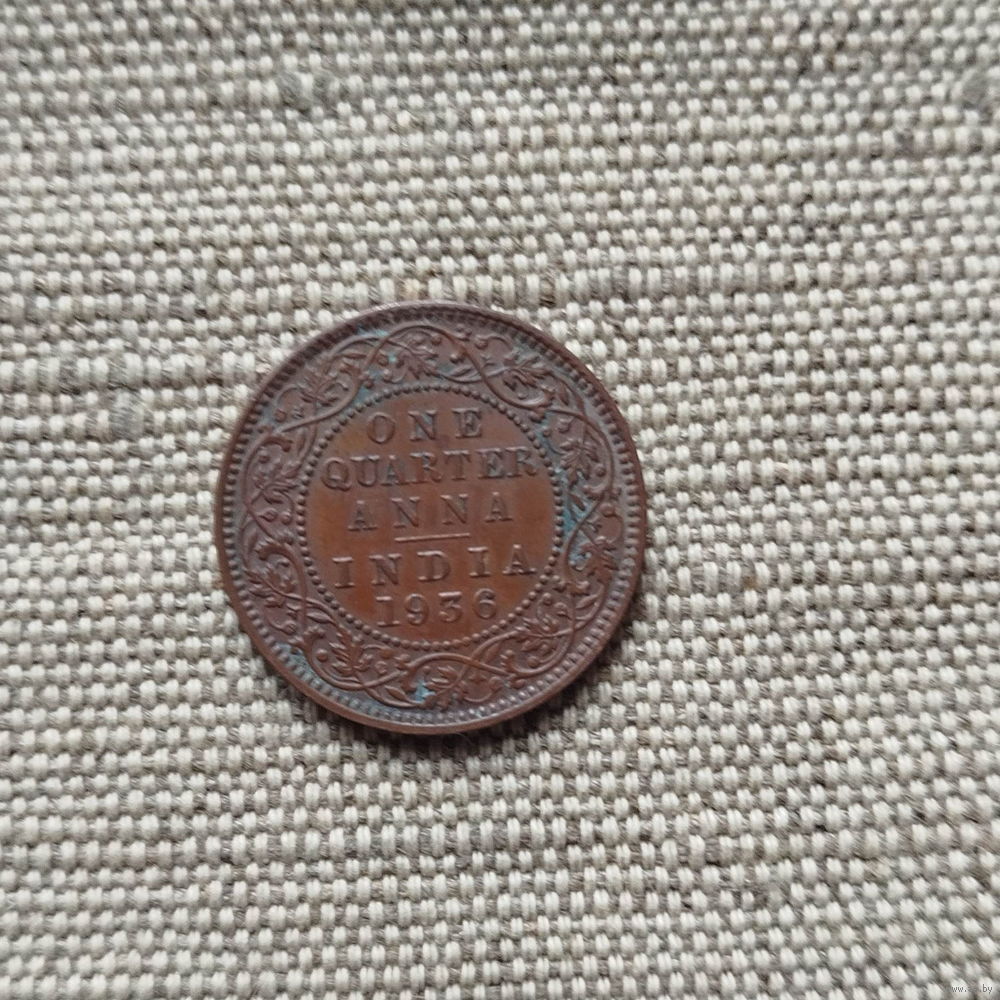 ONE
QUARTER
ANNA
INDIA
1936